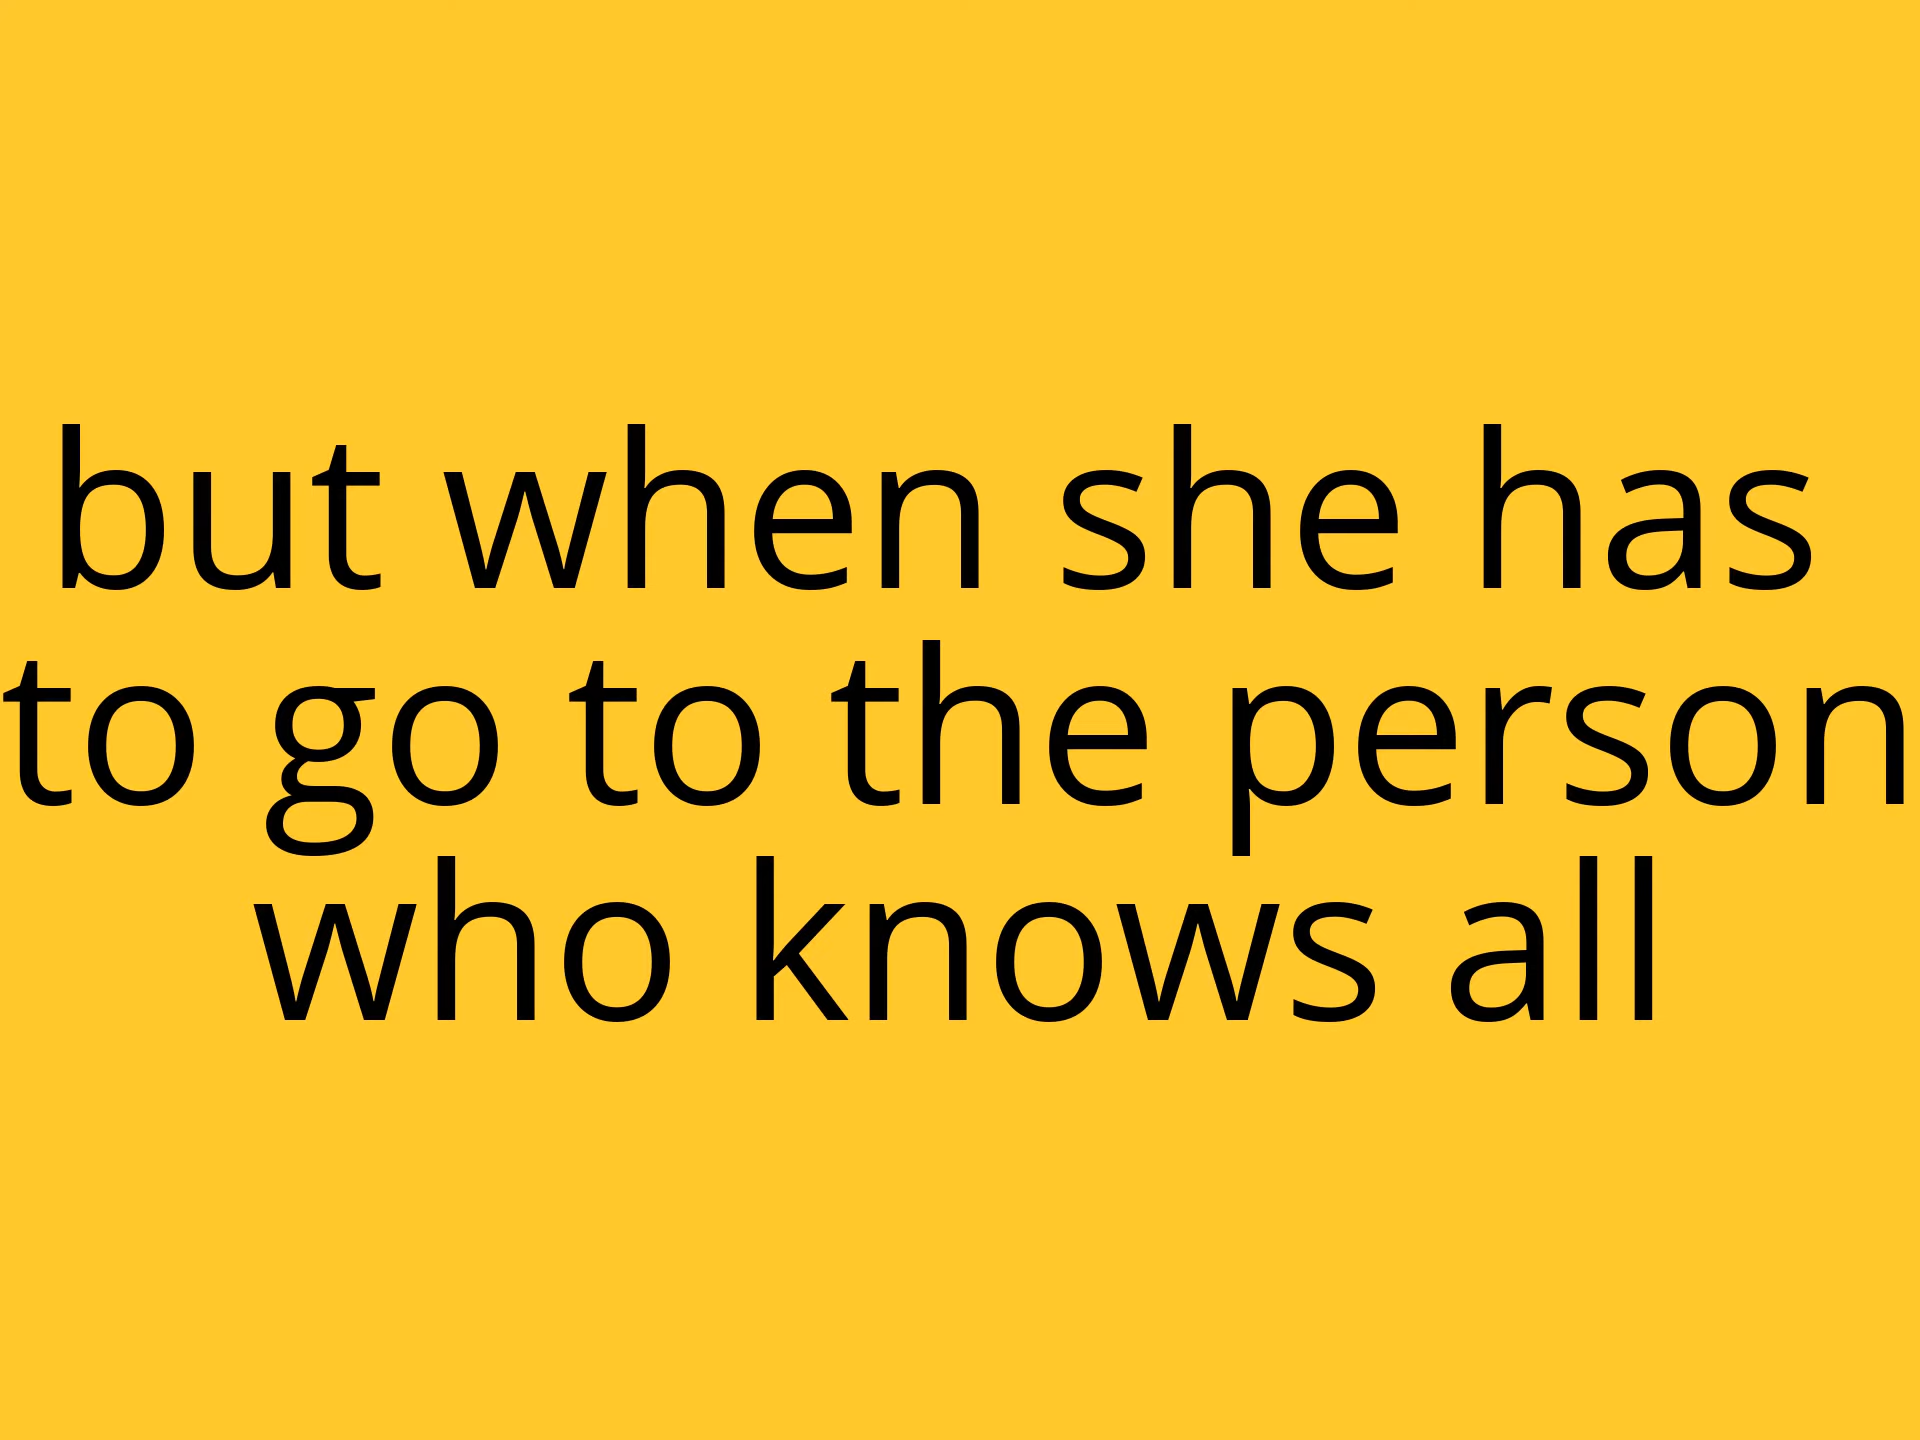 but when she has
to go to the person
who knows all